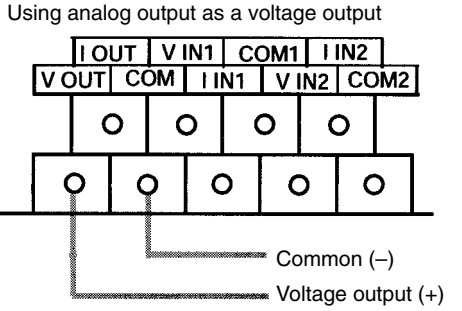 Using analog output as a voltage output
I OUT V IN1 COM1 I IN2
V OUT COM I IN1 V IN2 COM2
Common (–)
Voltage output (+)